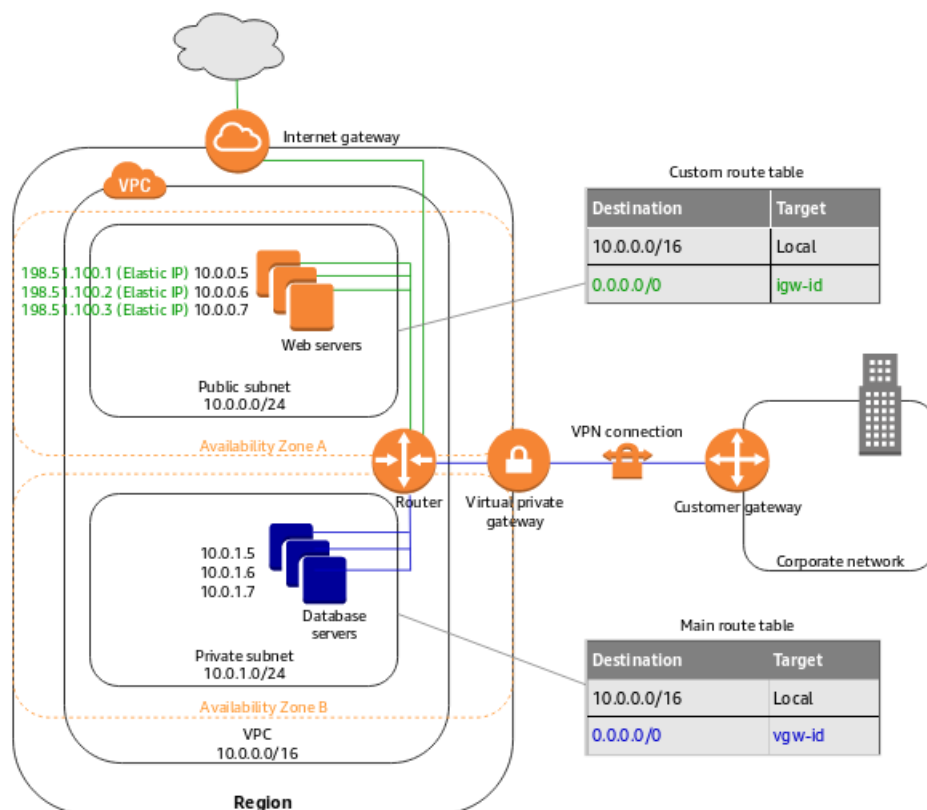 Internet gateway
VPC
Custom route table
Destination Target
10.0.0.0/16 Local
0.0.0.0/0 igw-id
198.51.100.1 (Elastic IP) 10.0.0.5
198.51.100.2 (Elastic IP) 10.0.0.6
198.51.100.3 (Elastic IP) 10.0.0.7
Web servers
Public subnet
10.0.0.0/24
Availability Zone A
Router
Virtual private
gateway
VPN connection
Customer gateway
Corporate network
10.0.1.5
10.0.1.6
10.0.1.7
Database
servers
Private subnet
10.0.1.0/24
Availability Zone B
Main route table
Destination Target
10.0.0.0/16 Local
0.0.0.0/0 vgw-id
VPC
10.0.0.0/16
Region